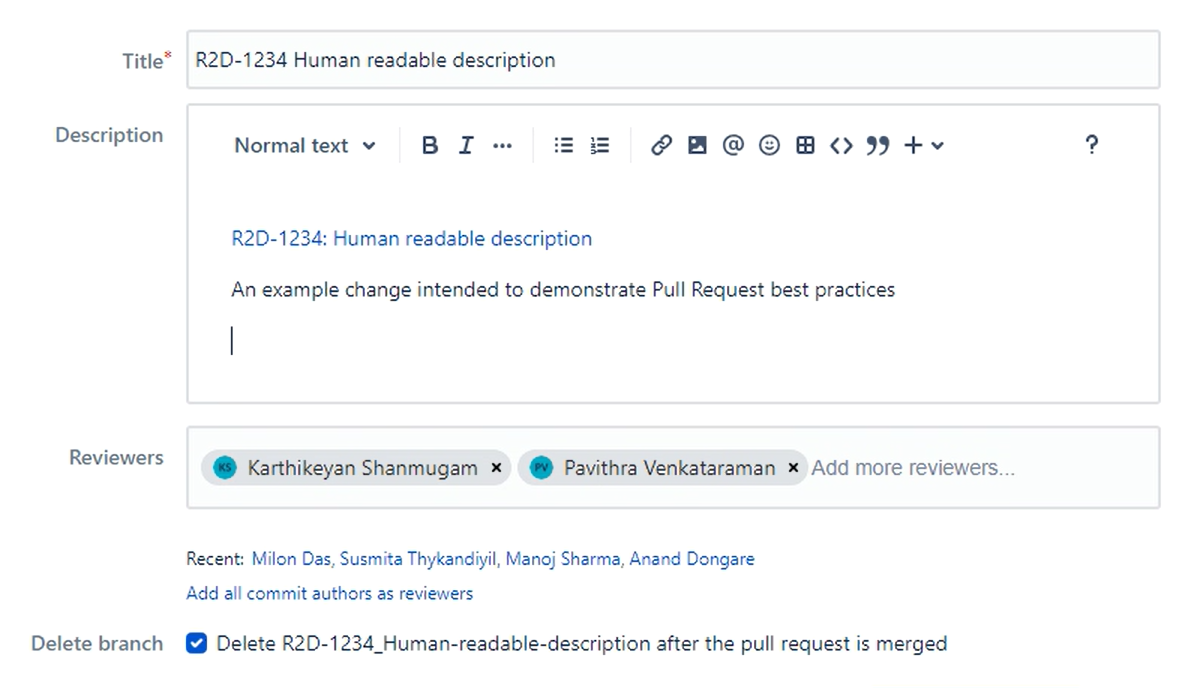 Title* R2D-1234 Human readable description
Description Normal text B I ... @ <> ” + ?
R2D-1234: Human readable description
An example change intended to demonstrate Pull Request best practices
Reviewers KS Karthikeyan Shanmugam × PV Pavithra Venkataraman × Add more reviewers...
Recent: Milon Das, Susmita Thykandiyil, Manoj Sharma, Anand Dongare
Add all commit authors as reviewers
Delete branch Delete R2D-1234_Human-readable-description after the pull request is merged